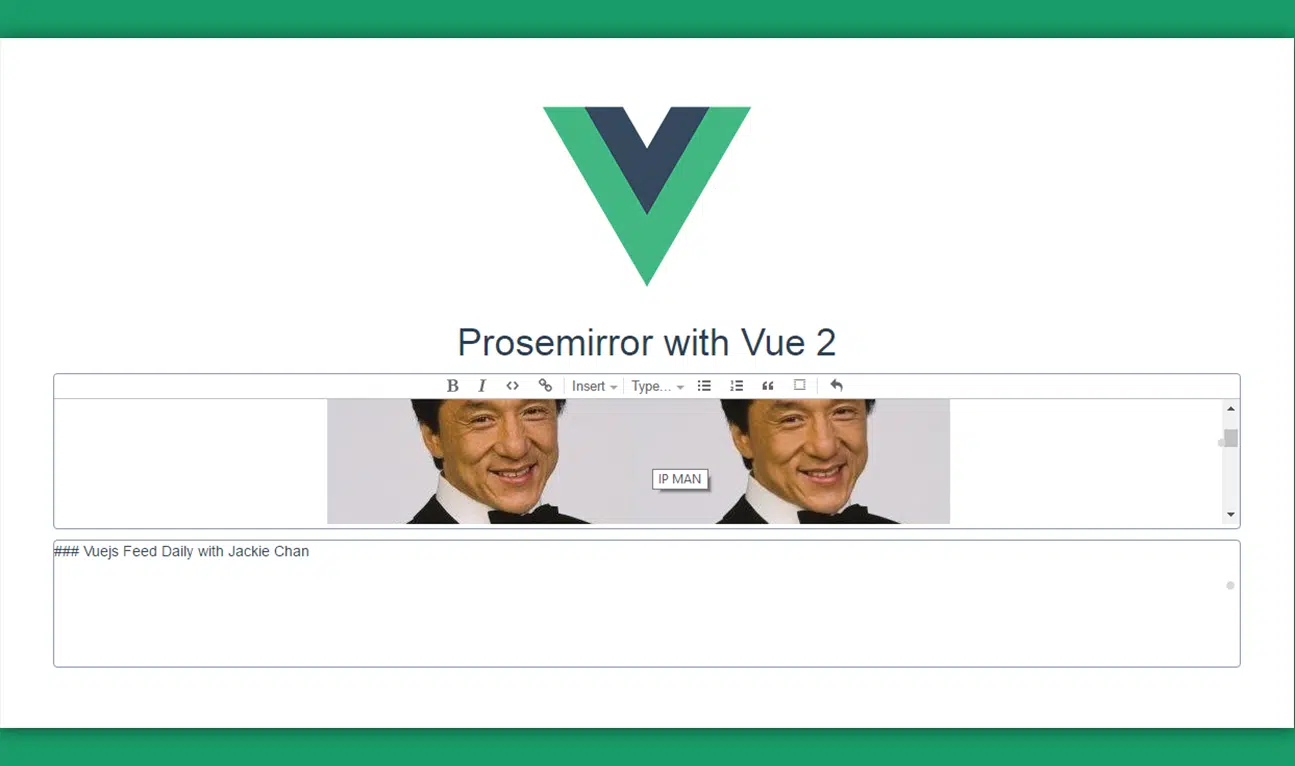 Prosemirror with Vue 2
B I Insert Type...
IP MAN
### Vuejs Feed Daily with Jackie Chan